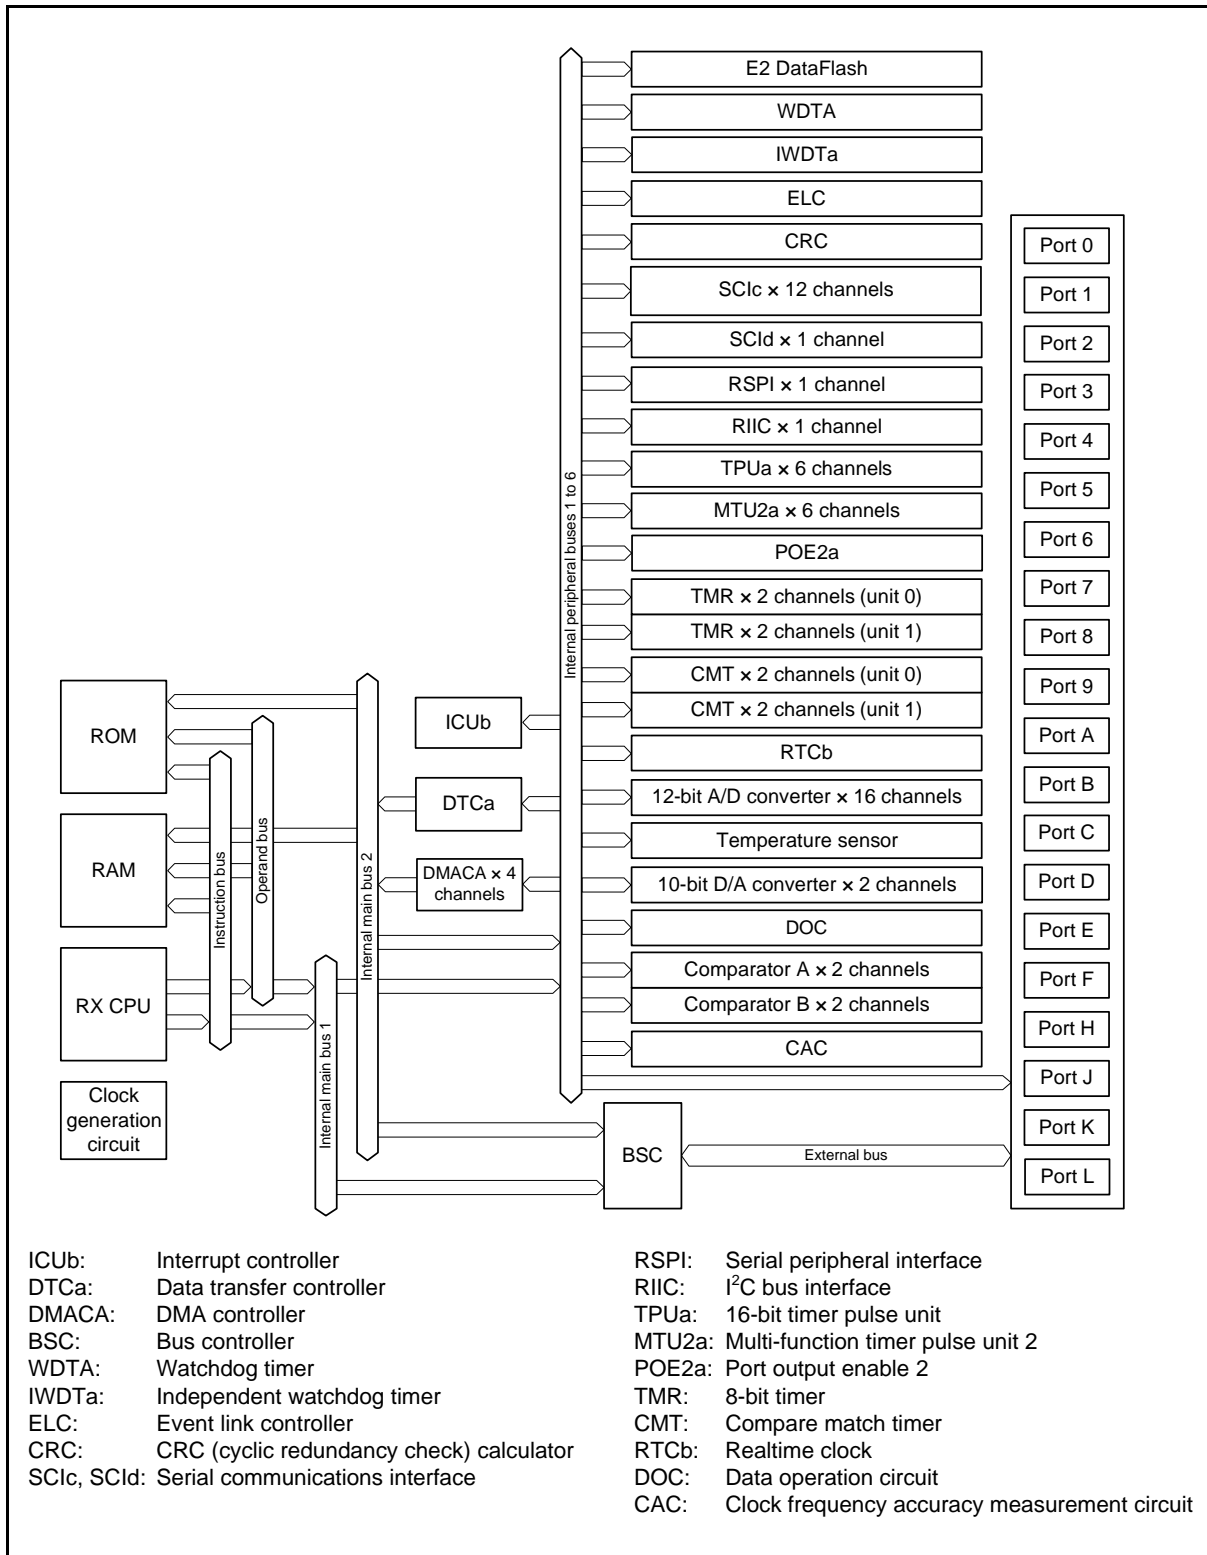 E2 DataFlash
WDTA
IWDTa
ELC
CRC
SCIc × 12 channels
SCId × 1 channel
RSPI × 1 channel
RIIC × 1 channel
TPUa × 6 channels
MTU2a × 6 channels
POE2a
TMR × 2 channels (unit 0)
TMR × 2 channels (unit 1)
CMT × 2 channels (unit 0)
CMT × 2 channels (unit 1)
RTCb
12-bit A/D converter × 16 channels
Temperature sensor
10-bit D/A converter × 2 channels
DOC
Comparator A × 2 channels
Comparator B × 2 channels
CAC
Port 0
Port 1
Port 2
Port 3
Port 4
Port 5
Port 6
Port 7
Port 8
Port 9
Port A
Port B
Port C
Port D
Port E
Port F
Port H
Port J
Port K
Port L
Internal peripheral buses 1 to 6
ROM
RAM
RX CPU
Clock
generation
circuit
Instruction bus
Operand bus
Internal main bus 1
Internal main bus 2
ICUb
DTCa
DMACA × 4
channels
BSC
External bus
ICUb: Interrupt controller
DTCa: Data transfer controller
DMACA: DMA controller
BSC: Bus controller
WDTA: Watchdog timer
IWDTa: Independent watchdog timer
ELC: Event link controller
CRC: CRC (cyclic redundancy check) calculator
SCIc, SCId: Serial communications interface
RSPI: Serial peripheral interface
RIIC: I²C bus interface
TPUa: 16-bit timer pulse unit
MTU2a: Multi-function timer pulse unit 2
POE2a: Port output enable 2
TMR: 8-bit timer
CMT: Compare match timer
RTCb: Realtime clock
DOC: Data operation circuit
CAC: Clock frequency accuracy measurement circuit